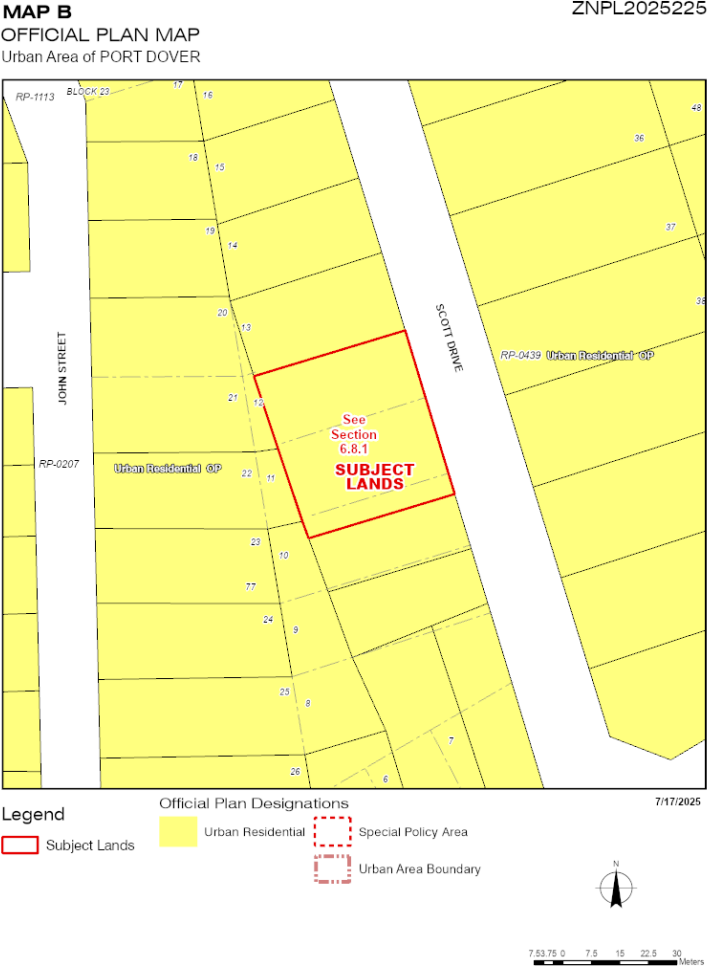 MAP B
ZNPL2025225
OFFICIAL PLAN MAP
Urban Area of PORT DOVER
RP-1113
BLOCK 23
17
16
48
36
18
15
37
19
14
38
20
13
SCOTT DRIVE
JOHN STREET
RP-0439 Urban Residential OP
21
12
See
Section
6.8.1
SUBJECT
LANDS
RP-0207
Urban Residential OP
22
11
23
10
77
24
9
25
8
7
26
6
7/17/2025
Legend
Subject Lands
Official Plan Designations
Urban Residential
Special Policy Area
Urban Area Boundary
N
7.53.75 0 7.5 15 22.5 30
Meters